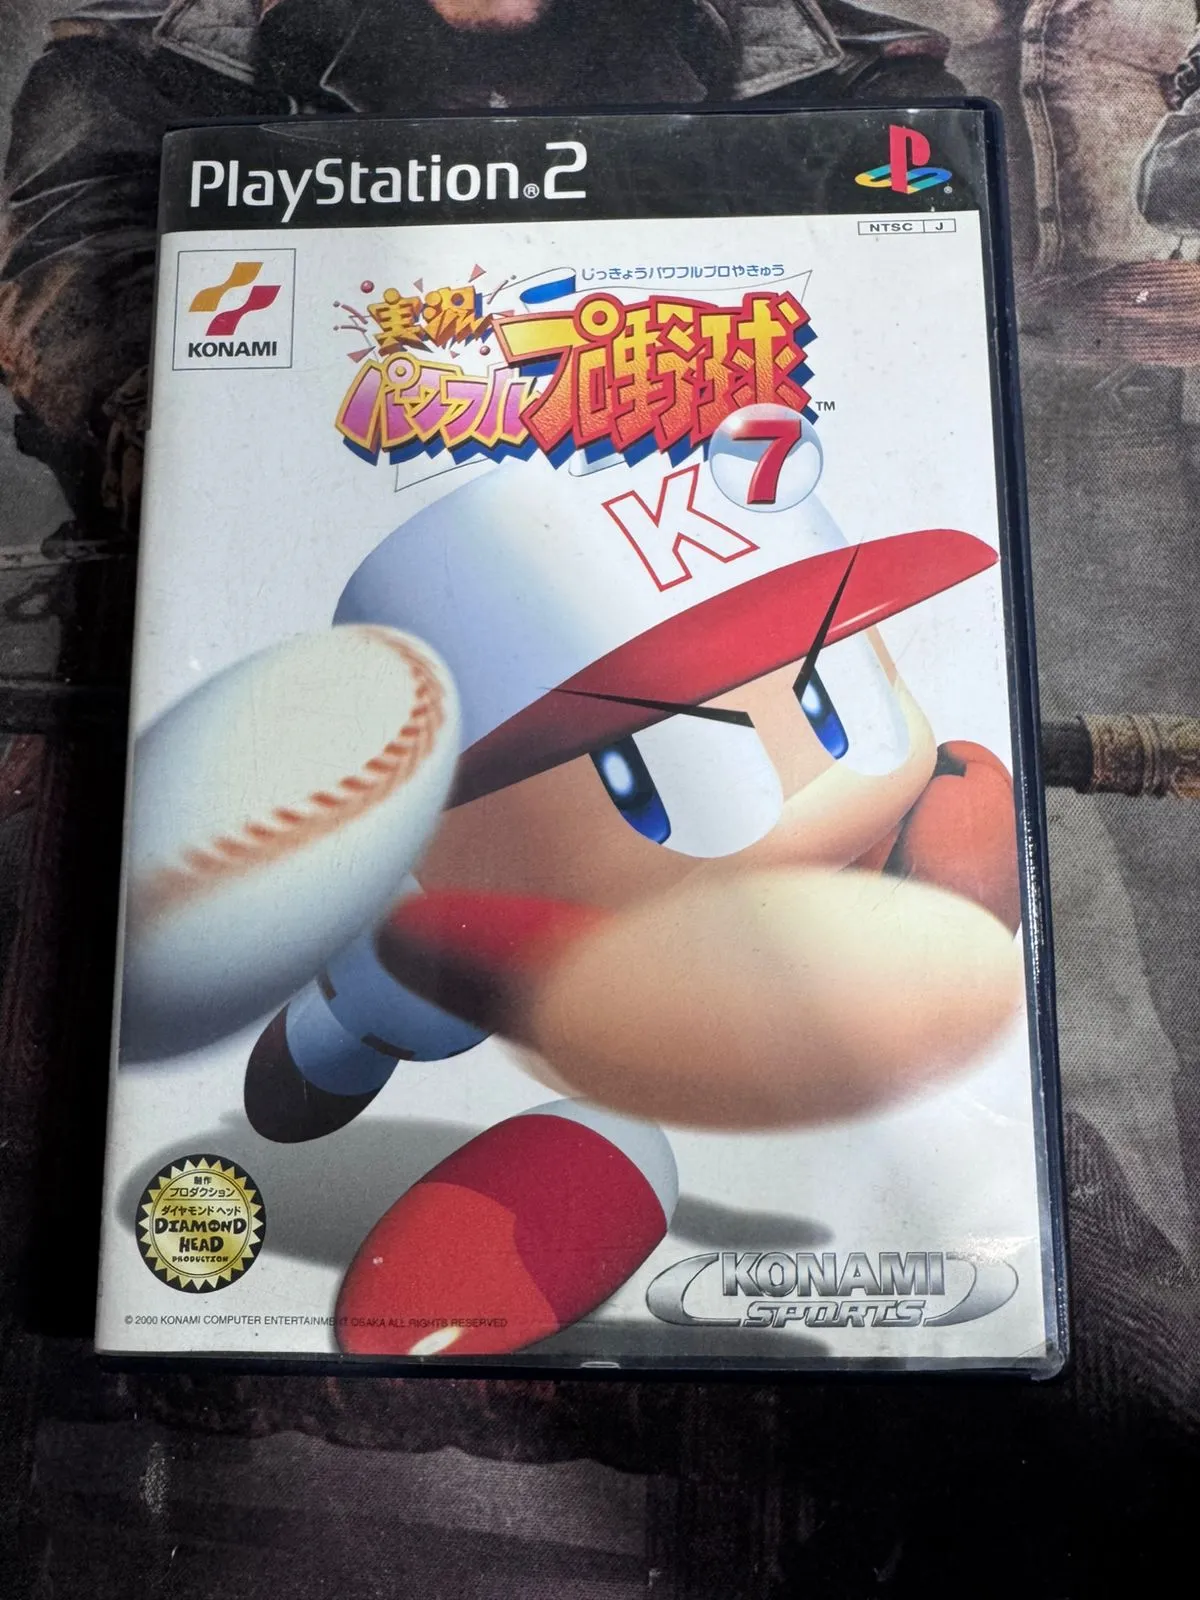 PlayStation®2
NTSC J
KONAMI
じっきょうパワフルプロやきゅう
実況
パワフルプロ野球
7
TM
K
制作
プロダクション
ダイヤモンドヘッド
DIAMOND
HEAD
PRODUCTION
KONAMI
SPORTS
© 2000 KONAMI COMPUTER ENTERTAINMENT OSAKA ALL RIGHTS RESERVED